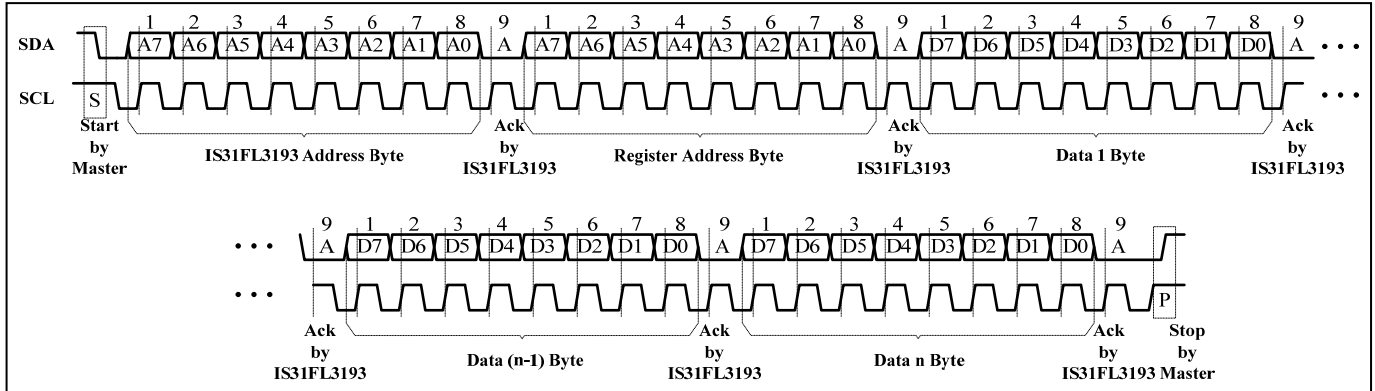 1 2 3 4 5 6 7 8 9 1 2 3 4 5 6 7 8 9 1 2 3 4 5 6 7 8 9
SDA A7 A6 A5 A4 A3 A2 A1 A0 A A7 A6 A5 A4 A3 A2 A1 A0 A D7 D6 D5 D4 D3 D2 D1 D0 A • • •
SCL S • • •
Start by Master
IS31FL3193 Address Byte
Ack by IS31FL3193
Register Address Byte
Ack by IS31FL3193
Data 1 Byte
Ack by IS31FL3193
9 1 2 3 4 5 6 7 8 9 1 2 3 4 5 6 7 8 9
• • • A D7 D6 D5 D4 D3 D2 D1 D0 A D7 D6 D5 D4 D3 D2 D1 D0 A
• • • P
Ack by IS31FL3193
Data (n-1) Byte
Ack by IS31FL3193
Data n Byte
Ack by IS31FL3193
Stop by Master